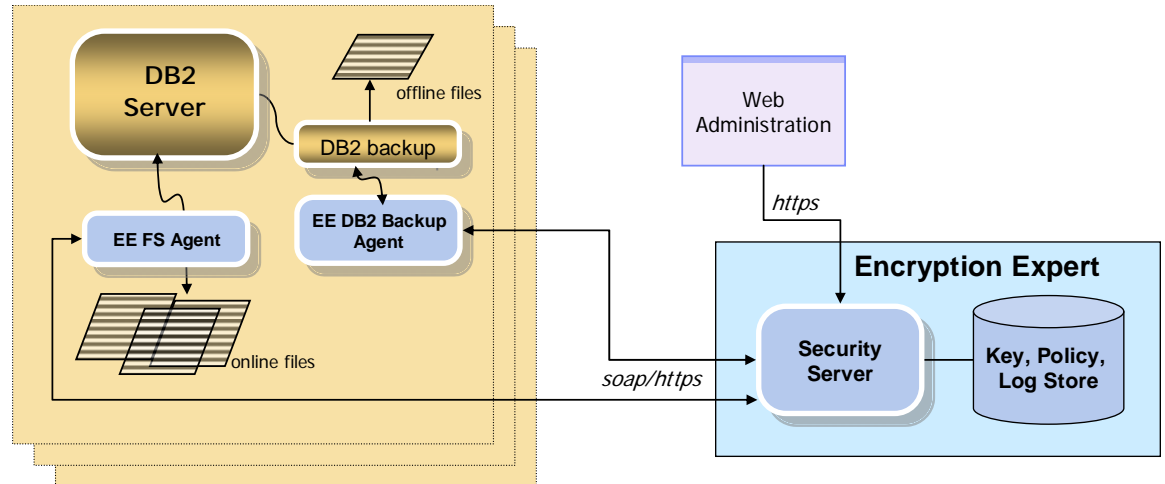 DB2
Server
offline files
DB2 backup
EE FS Agent
EE DB2 Backup
Agent
online files
Web
Administration
https
soap/https
Encryption Expert
Security
Server
Key, Policy,
Log Store